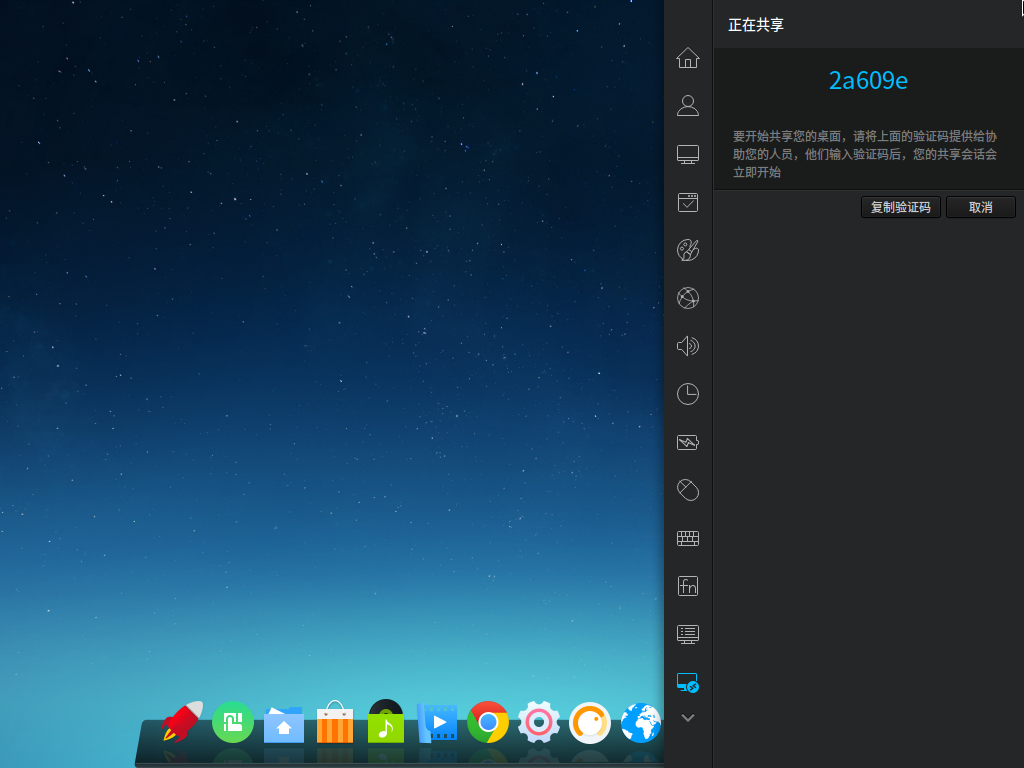 正在共享
2a609e
要开始共享您的桌面，请将上面的验证码提供给协
助您的人员，他们输入验证码后，您的共享会话会
立即开始
复制验证码 取消
fn